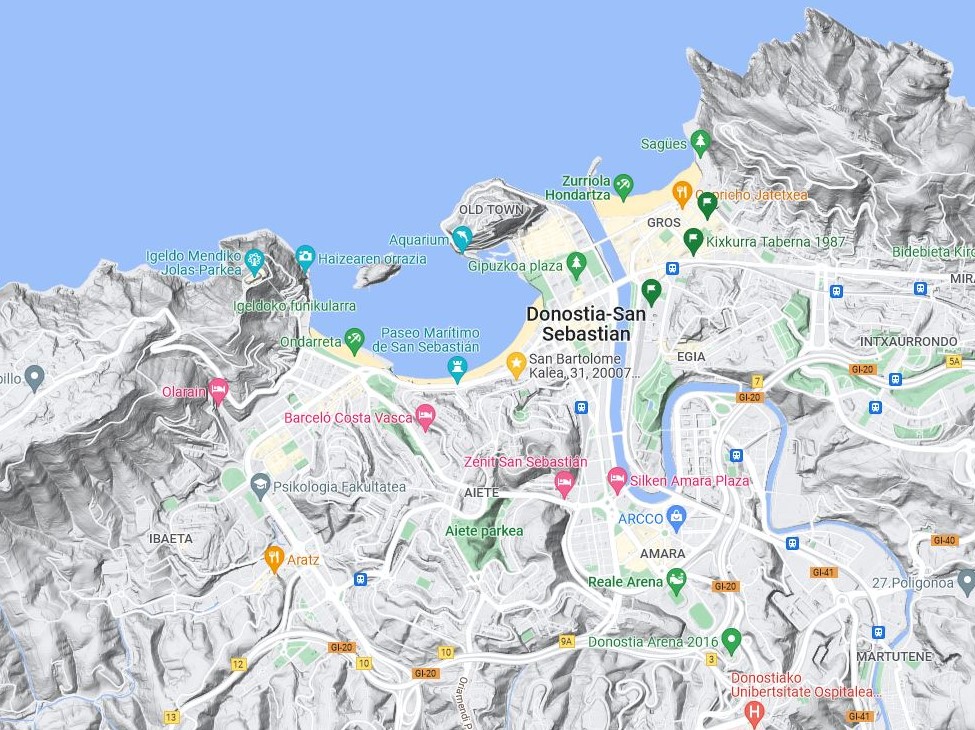 Sagües
Zurriola
Hondartza
Capricho Jatetxea
OLD TOWN
GROS
Aquarium
Kixkurra Taberna 1987
Igeldo Mendiko
Jolas-Parkea
Haizearen orrazia
Gipuzkoa plaza
Bidebieta Kiro
MIRA
Igeldoko funikularra
Donostia-San
Sebastian
Ondarreta
Paseo Marítimo
de San Sebastián
INTXAURRONDO
San Bartolome
Kalea, 31, 20007...
EGIA
5A
GI-20
pillo
7
GI-20
Olarain
Barceló Costa Vasca
Zenit San Sebastián
Silken Amara Plaza
Psikologia Fakultatea
AIETE
ARCCO
Aiete parkea
IBAETA
GI-40
Aratz
AMARA
GI-41
27.Poligonoa
Reale Arena
GI-20
Donostia Arena 2016
9A
GI-20
10
MARTUTENE
12
10
3
GI-20
Donostiako
Unibertsitate Ospitalea...
Oriamendi P
13
H
GI-41